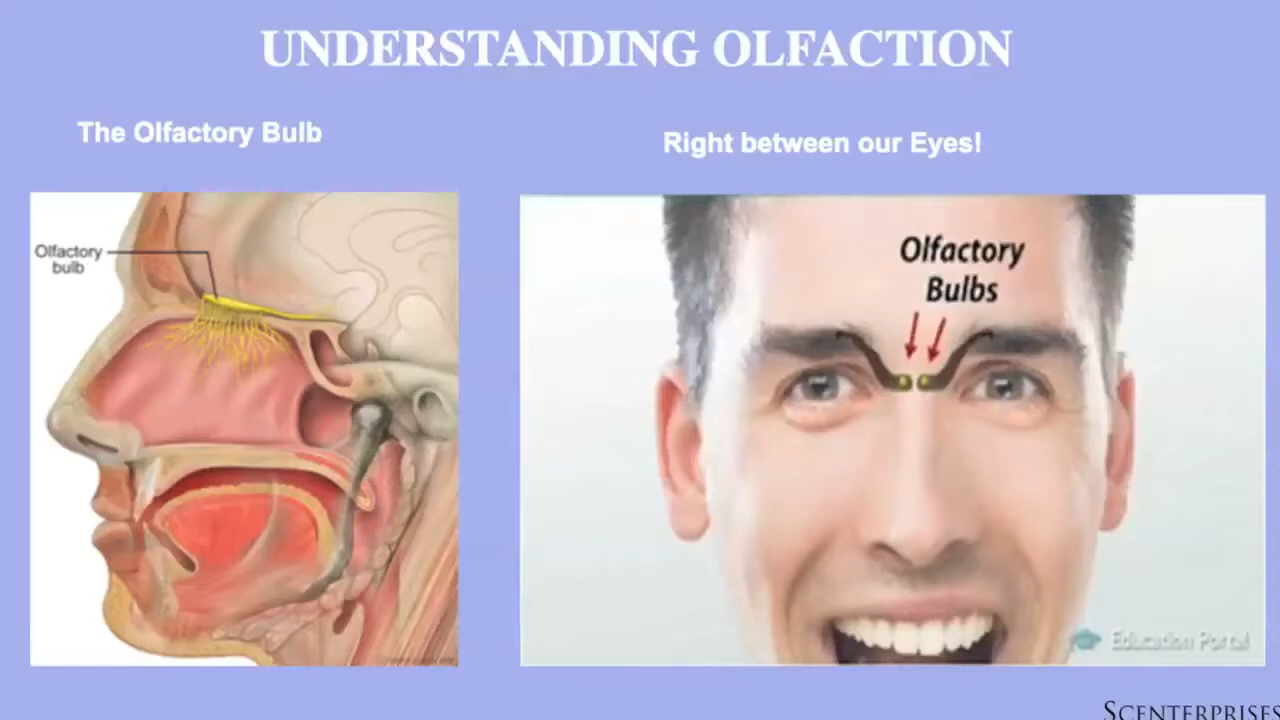 UNDERSTANDING OLFACTION
The Olfactory Bulb
Right between our Eyes!
Olfactory
bulb
Olfactory
Bulbs
Education Portal
SCENTERPRISES